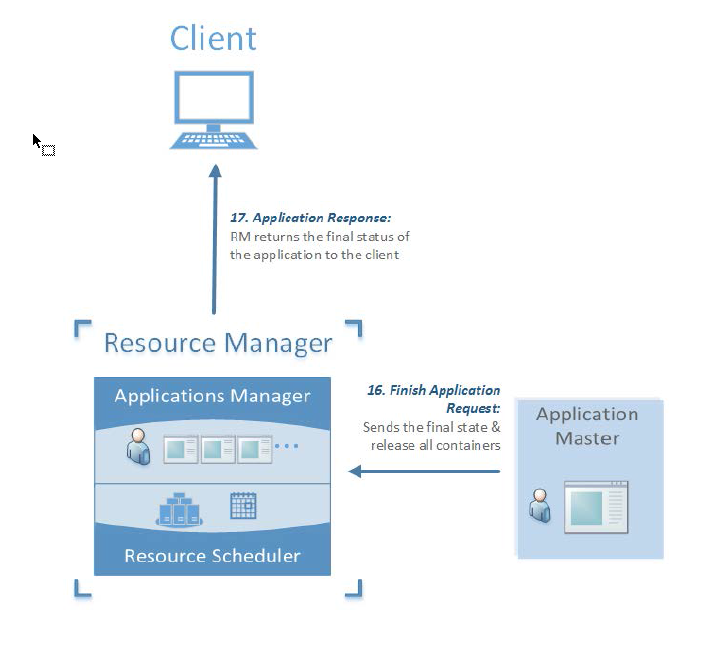 Client
17. Application Response:
RM returns the final status of
the application to the client
Resource Manager
Applications Manager
16. Finish Application
Request:
Sends the final state &
release all containers
Application
Master
Resource Scheduler